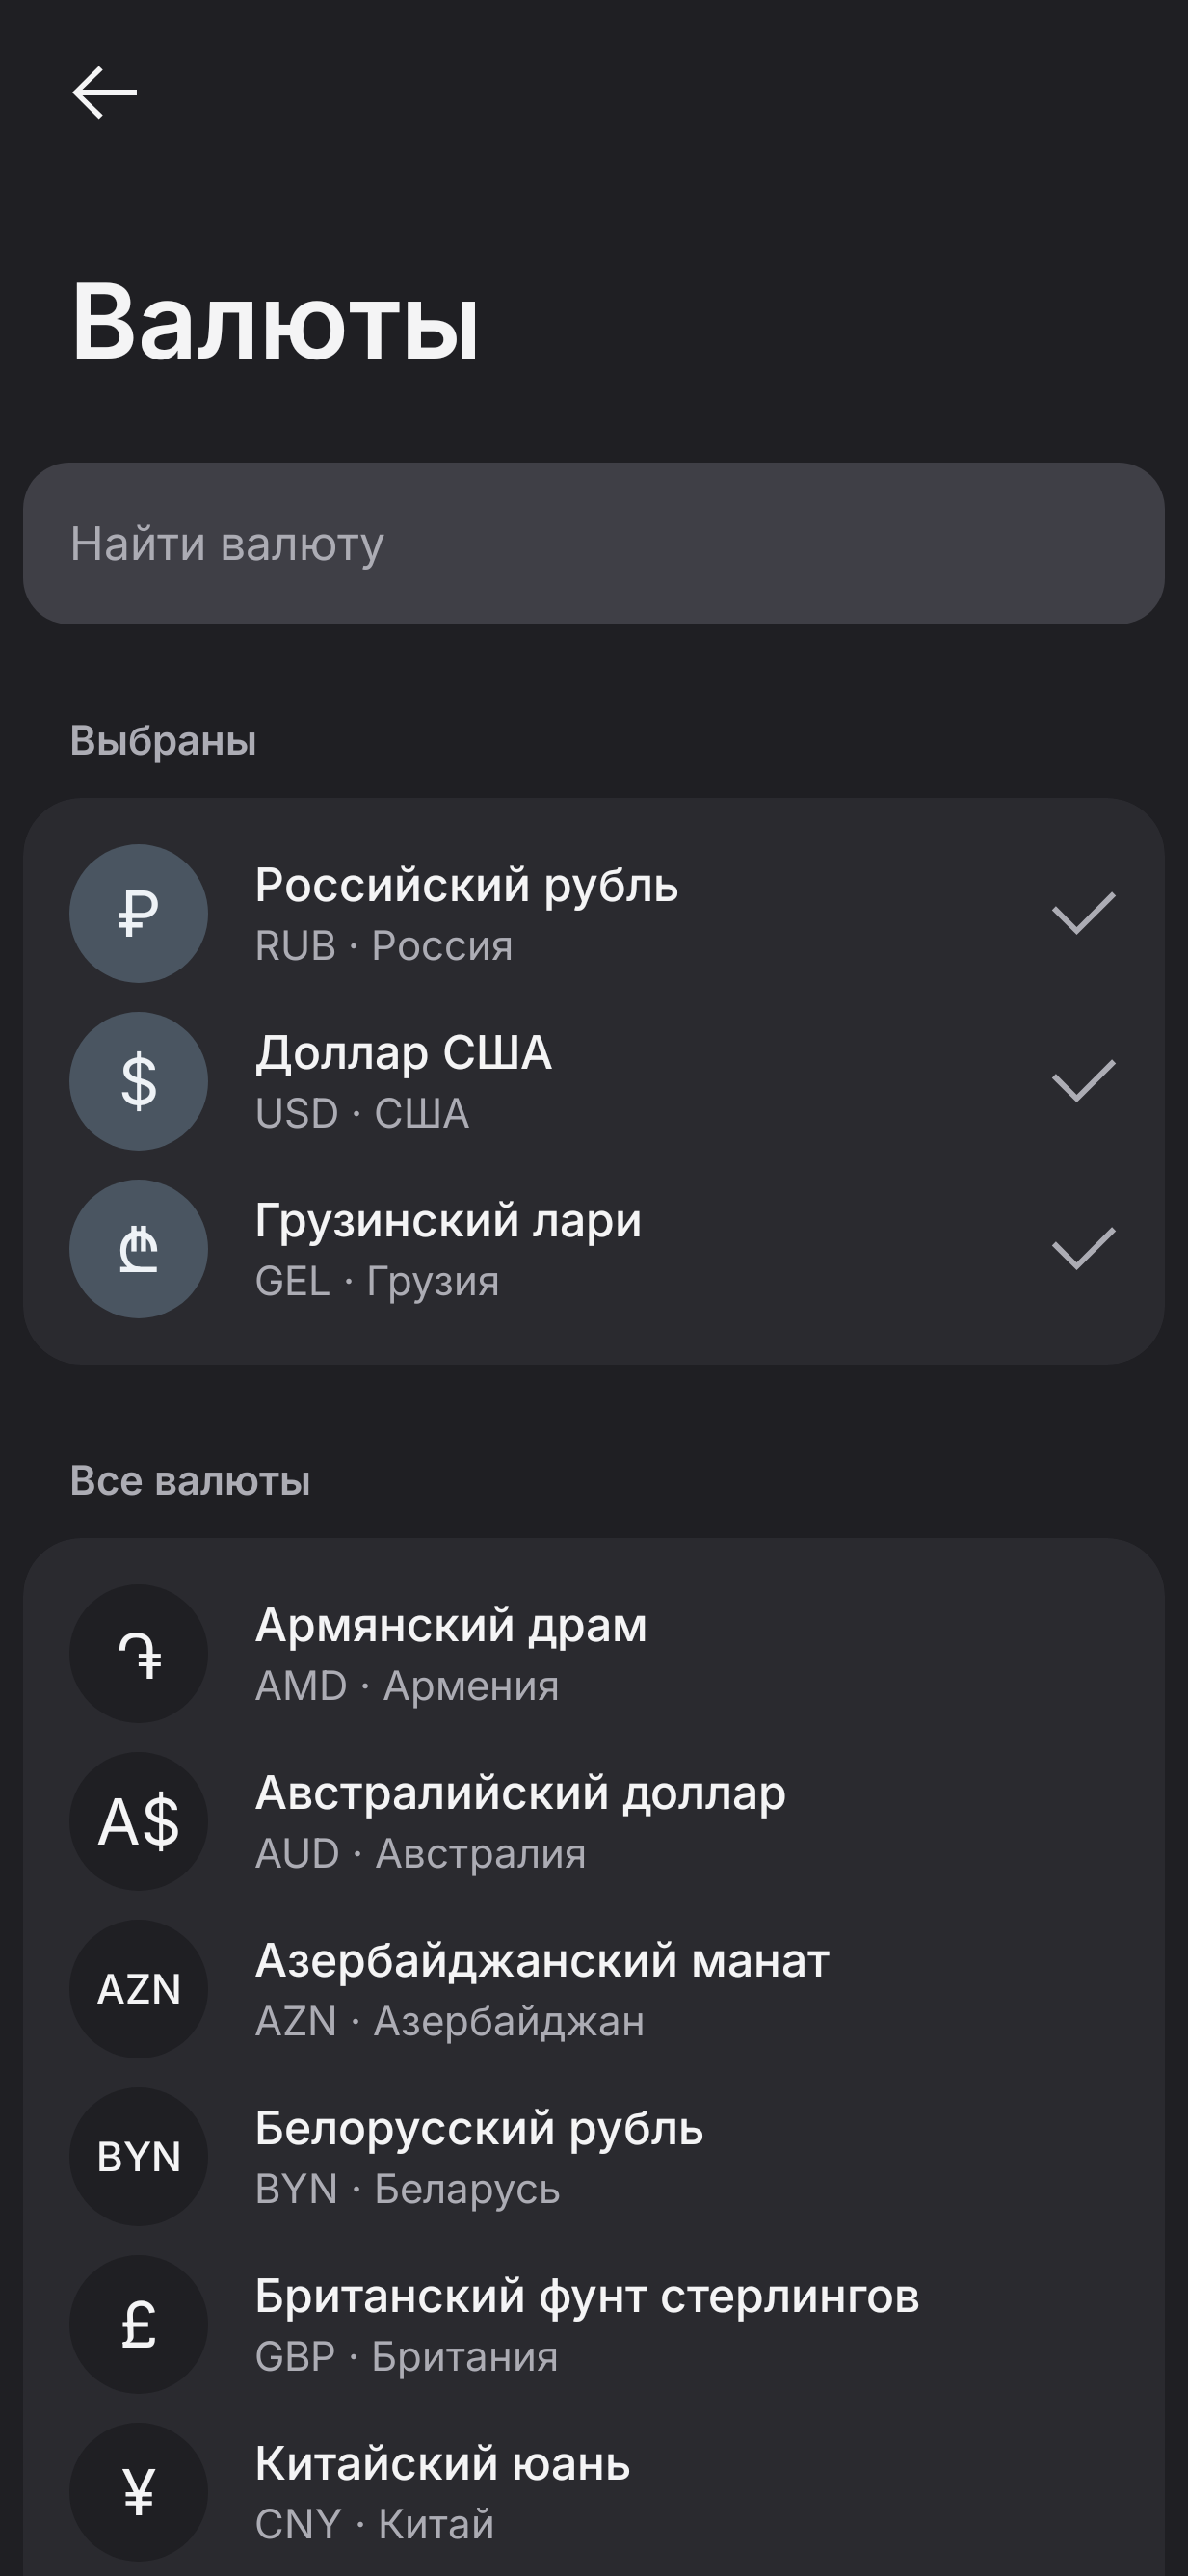 Валюты
Найти валюту
Выбраны
₽
Российский рубль
RUB · Россия
$
Доллар США
USD · США
₾
Грузинский лари
GEL · Грузия
Все валюты
֏
Армянский драм
AMD · Армения
A$
Австралийский доллар
AUD · Австралия
AZN
Азербайджанский манат
AZN · Азербайджан
BYN
Белорусский рубль
BYN · Беларусь
£
Британский фунт стерлингов
GBP · Британия
¥
Китайский юань
CNY · Китай